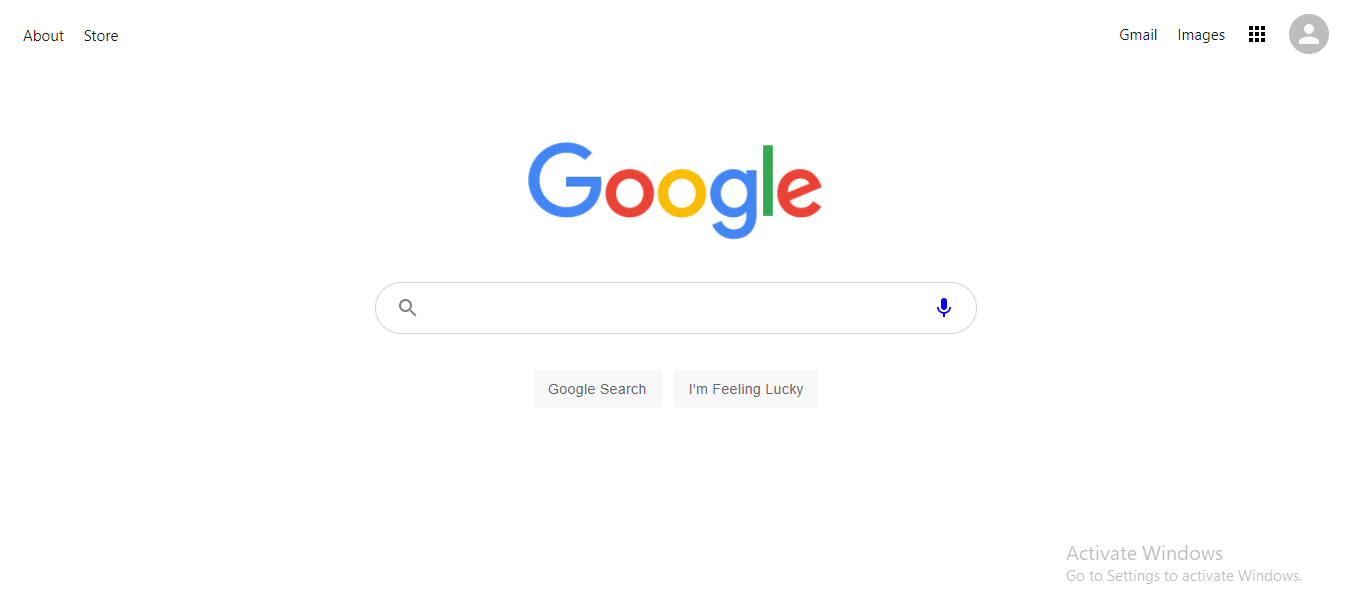 About Store
Gmail Images
Google
Google Search I'm Feeling Lucky
Activate Windows
Go to Settings to activate Windows.